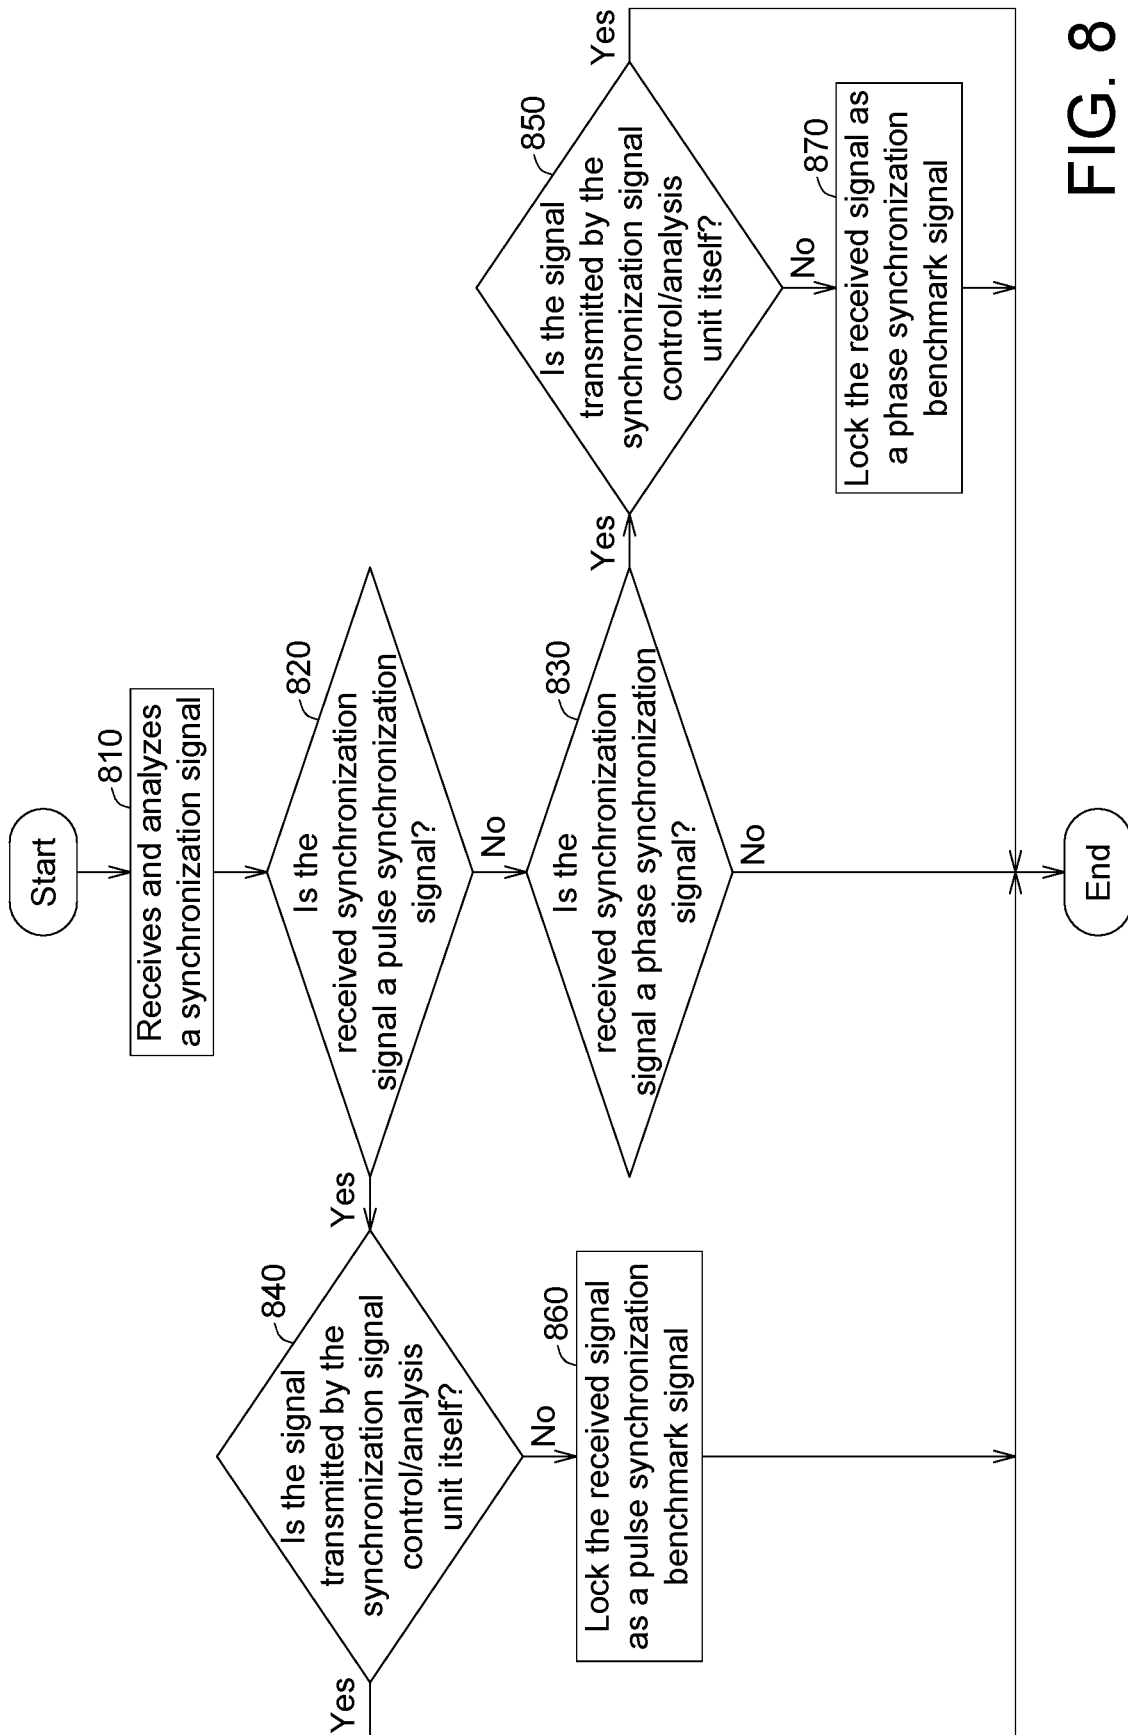 Start
810
Receives and analyzes
a synchronization signal
820
Is the
received synchronization
signal a pulse synchronization
signal?
Yes
No
840
Is the signal
transmitted by the
synchronization signal
control/analysis
unit itself?
Yes
No
860
Lock the received signal
as a pulse synchronization
benchmark signal
830
Is the
received synchronization
signal a phase synchronization
signal?
Yes
No
850
Is the signal
transmitted by the
synchronization signal
control/analysis
unit itself?
Yes
No
870
Lock the received signal as
a phase synchronization
benchmark signal
End
FIG. 8